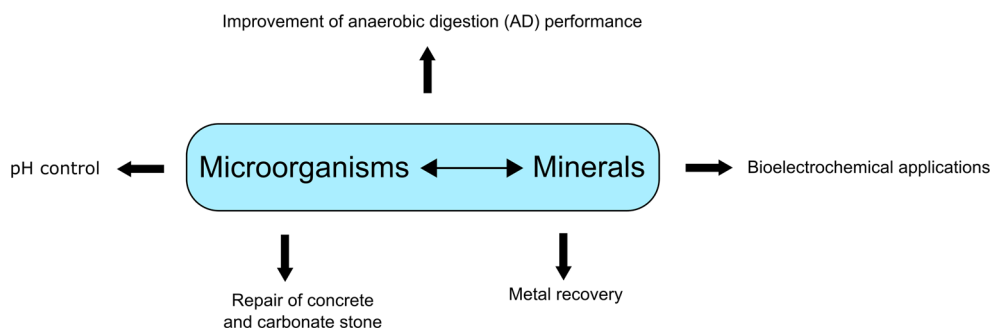 Improvement of anaerobic digestion (AD) performance
pH control
Microorganisms
Minerals
Bioelectrochemical applications
Repair of concrete
and carbonate stone
Metal recovery